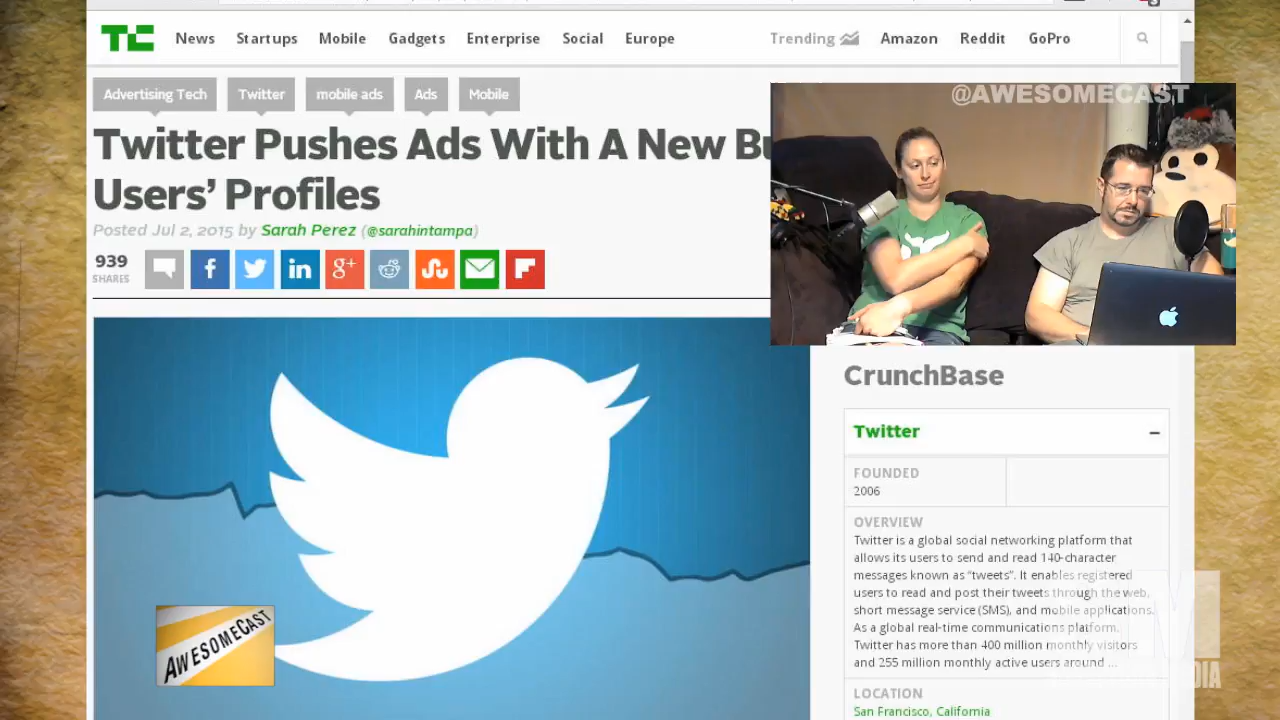 TC News Startups Mobile Gadgets Enterprise Social Europe Trending Amazon Reddit GoPro
Advertising Tech Twitter mobile ads Ads Mobile
@AWESOMECAST
Twitter Pushes Ads With A New
Users' Profiles
Posted Jul 2, 2015 by Sarah Perez (@sarahintampa)
939
SHARES
f in g+
CrunchBase
Twitter –
FOUNDED
2006
OVERVIEW
Twitter is a global social networking platform that
allows its users to send and read 140-character
messages known as “tweets”. It enables registered
users to read and post their tweets through the web,
short message service (SMS), and mobile applications.
As a global real-time communications platform,
Twitter has more than 400 million monthly visitors
and 255 million monthly active users around ...
LOCATION
San Francisco, California
AWESOMECAST